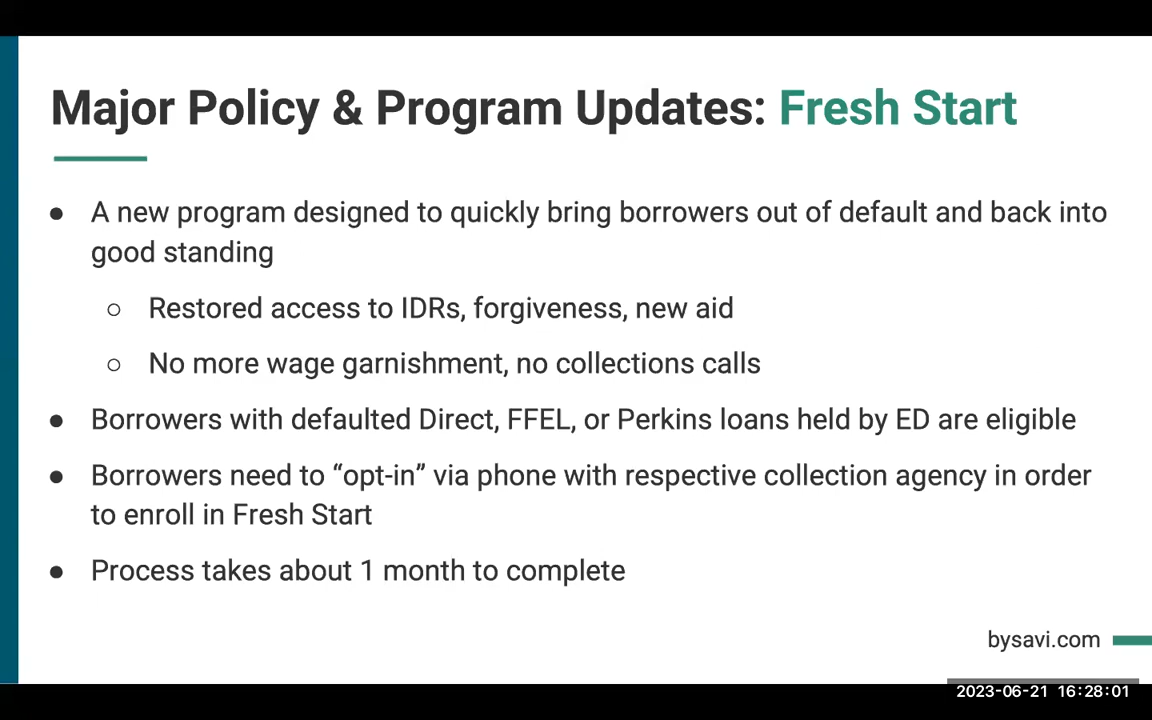 Major Policy & Program Updates: Fresh Start
● A new program designed to quickly bring borrowers out of default and back into
good standing
○ Restored access to IDRs, forgiveness, new aid
○ No more wage garnishment, no collections calls
● Borrowers with defaulted Direct, FFEL, or Perkins loans held by ED are eligible
● Borrowers need to “opt-in” via phone with respective collection agency in order
to enroll in Fresh Start
● Process takes about 1 month to complete
bysavi.com
2023-06-21 16:28:01